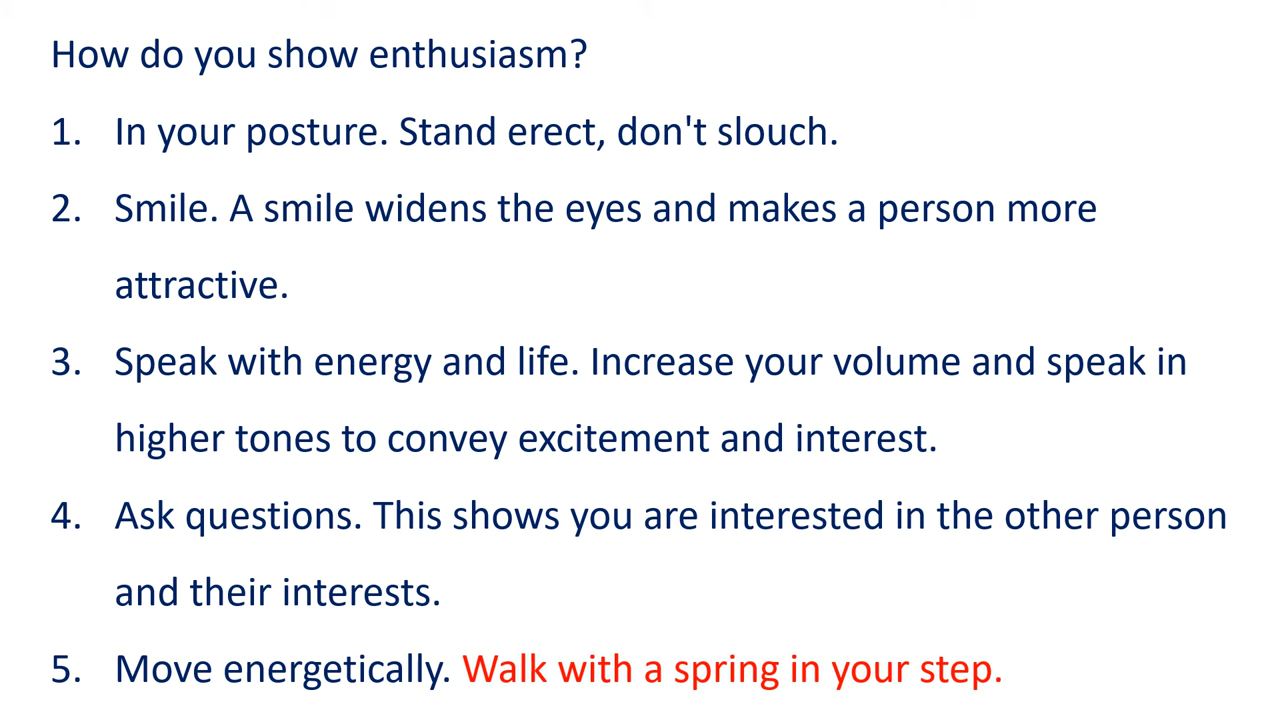 How do you show enthusiasm?
1. In your posture. Stand erect, don't slouch.
2. Smile. A smile widens the eyes and makes a person more
attractive.
3. Speak with energy and life. Increase your volume and speak in
higher tones to convey excitement and interest.
4. Ask questions. This shows you are interested in the other person
and their interests.
5. Move energetically. Walk with a spring in your step.